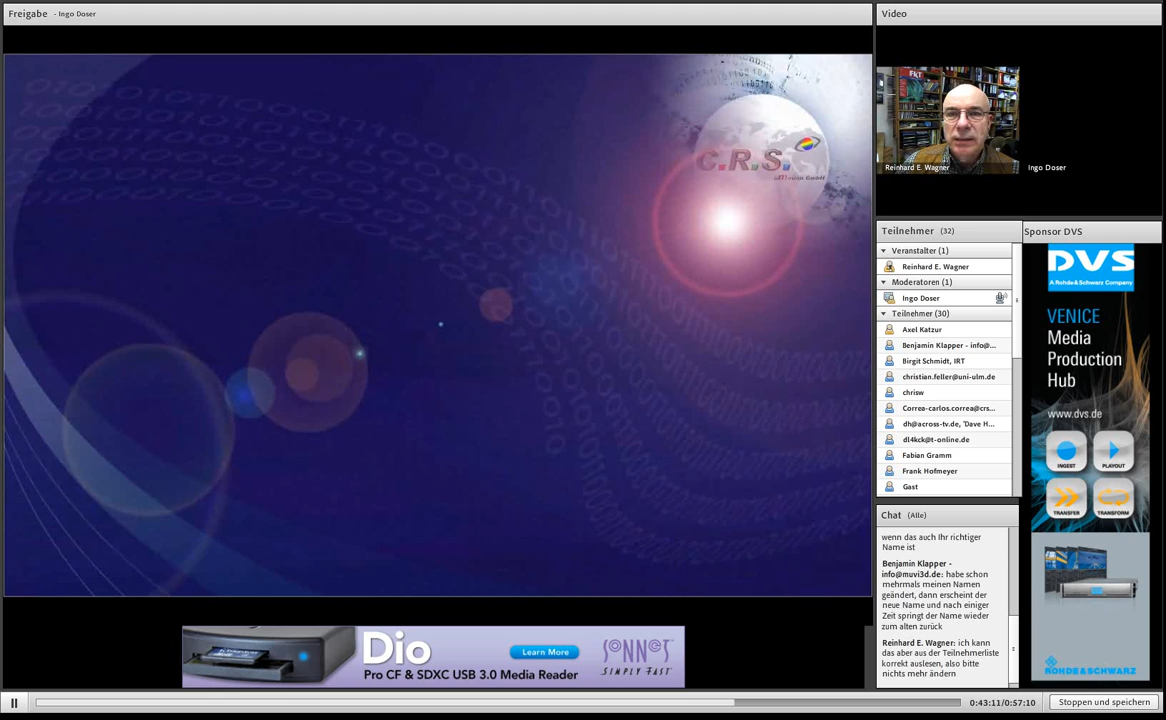 Freigabe - Ingo Doser
C.R.S.
iiMotion GmbH
Video
FKT
Reinhard E. Wagner
Ingo Doser
Teilnehmer (32)
Veranstalter (1)
Reinhard E. Wagner
Moderatoren (1)
Ingo Doser
Teilnehmer (30)
Axel Katzur
Benjamin Klapper - info@...
Birgit Schmidt, IRT
christian.feller@uni-ulm.de
chrisw
Correa-carlos.correa@crs...
dh@across-tv.de, 'Dave H...
dl4kck@t-online.de
Fabian Gramm
Frank Hofmeyer
Gast
Sponsor DVS
DVS
A Rohde&Schwarz Company
VENICE
Media
Production
Hub
www.dvs.de
INGEST
PLAYOUT
TRANSFER
TRANSFORM
ROHDE&SCHWARZ
Chat (Alle)
wenn das auch Ihr richtiger
Name ist
Benjamin Klapper -
info@muvi3d.de: habe schon
mehrmals meinen Namen
geändert, dann erscheint der
neue Name und nach einiger
Zeit springt der Name wieder
zum alten zurück
Reinhard E. Wagner: ich kann
das aber aus der Teilnehmerliste
korrekt auslesen, also bitte
nichts mehr ändern
Dio
Learn More
Pro CF & SDXC USB 3.0 Media Reader
SONNET
SIMPLY FAST
0:43:11/0:57:10
Stoppen und speichern